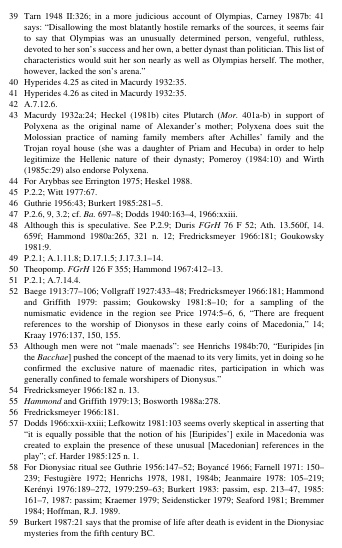 39 Tarn 1948 II:326; in a more judicious account of Olympias, Carney 1987b: 41
says: "Disallowing the most blatantly hostile remarks of the sources, it seems fair
to say that Olympias was an unusually determined person, vengeful, ruthless,
devoted to her son's success and her own, a better dynast than politician. This list of
characteristics would suit her son nearly as well as Olympias herself. The mother,
however, lacked the son's arena."
40 Hyperides 4.25 as cited in Macurdy 1932:35.
41 Hyperides 4.26 as cited in Macurdy 1932:35.
42 A.7.12.6.
43 Macurdy 1932a:24; Heckel (1981b) cites Plutarch (Mor. 401a-b) in support of
Polyxena as the original name of Alexander's mother; Polyxena does suit the
Molossian practice of naming family members after Achilles' family and the
Trojan royal house (she was a daughter of Priam and Hecuba) in order to help
legitimize the Hellenic nature of their dynasty; Pomeroy (1984:10) and Wirth
(1985c:29) also endorse Polyxena.
44 For Arybbas see Errington 1975; Heskel 1988.
45 P.2.2; Witt 1977:67.
46 Guthrie 1956:43; Burkert 1985:281–5.
47 P.2.6, 9, 3.2; cf. Ba. 697–8; Dodds 1940:163–4, 1966:xxiii.
48 Although this is speculative. See P.2.9; Duris FGrH 76 F 52; Ath. 13.560f, 14.
659f; Hammond 1980a:265, 321 n. 12; Fredricksmeyer 1966:181; Goukowsky
1981:9.
49 P.2.1; A.1.11.8; D.17.1.5; J.17.3.1–14.
50 Theopomp. FGrH 126 F 355; Hammond 1967:412–13.
51 P.2.1; A.7.14.4.
52 Baege 1913:77–106; Vollgraff 1927:433–48; Fredricksmeyer 1966:181; Hammond
and Griffith 1979: passim; Goukowsky 1981:8–10; for a sampling of the
numismatic evidence in the region see Price 1974:5–6, 6, "There are frequent
references to the worship of Dionysos in these early coins of Macedonia," 14;
Kraay 1976:137, 150, 155.
53 Although men were not "male maenads": see Henrichs 1984b:70, "Euripides [in
the Bacchae] pushed the concept of the maenad to its very limits, yet in doing so he
confirmed the exclusive nature of maenadic rites, participation in which was
generally confined to female worshipers of Dionysus."
54 Fredricksmeyer 1966:182 n. 13.
55 Hammond and Griffith 1979:13; Bosworth 1988a:278.
56 Fredricksmeyer 1966:181.
57 Dodds 1966:xxii-xxiii; Lefkowitz 1981:103 seems overly skeptical in asserting that
"it is equally possible that the notion of his [Euripides'] exile in Macedonia was
created to explain the presence of these unusual [Macedonian] references in the
play"; cf. Harder 1985:125 n. 1.
58 For Dionysiac ritual see Guthrie 1956:147–52; Boyancé 1966; Farnell 1971: 150–
239; Festugière 1972; Henrichs 1978, 1981, 1984b; Jeanmaire 1978: 105–219;
Kerényi 1976:189–272, 1979:259–63; Burkert 1983: passim, esp. 213–47, 1985:
161–7, 1987: passim; Kraemer 1979; Seidensticker 1979; Seaford 1981; Bremmer
1984; Hoffman, R.J. 1989.
59 Burkert 1987:21 says that the promise of life after death is evident in the Dionysiac
mysteries from the fifth century BC.